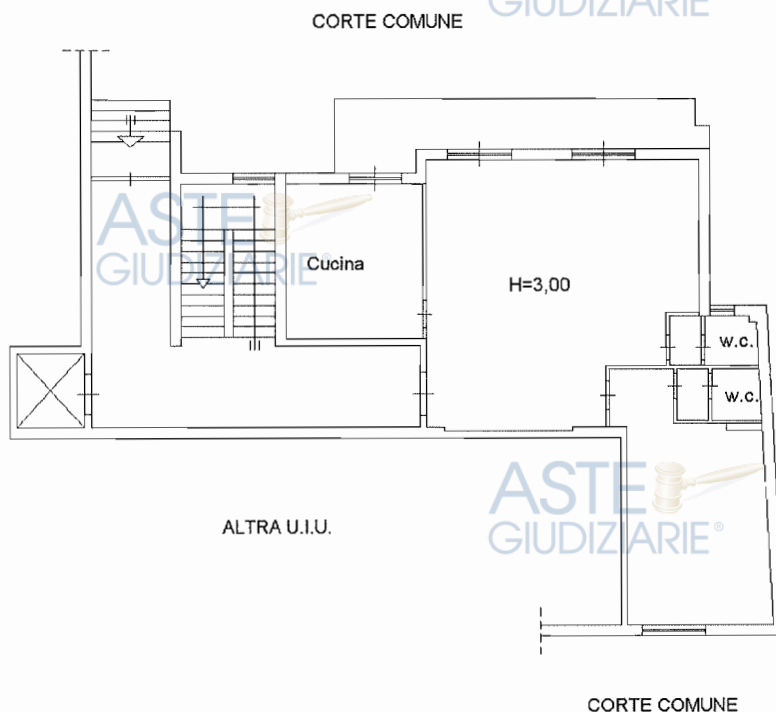 GIUDIZIARIE
CORTE COMUNE
ASTE
GIUDIZIARIE®
Cucina
H=3,00
w.c.
w.c.
ASTE
GIUDIZIARIE®
ALTRA U.I.U.
CORTE COMUNE